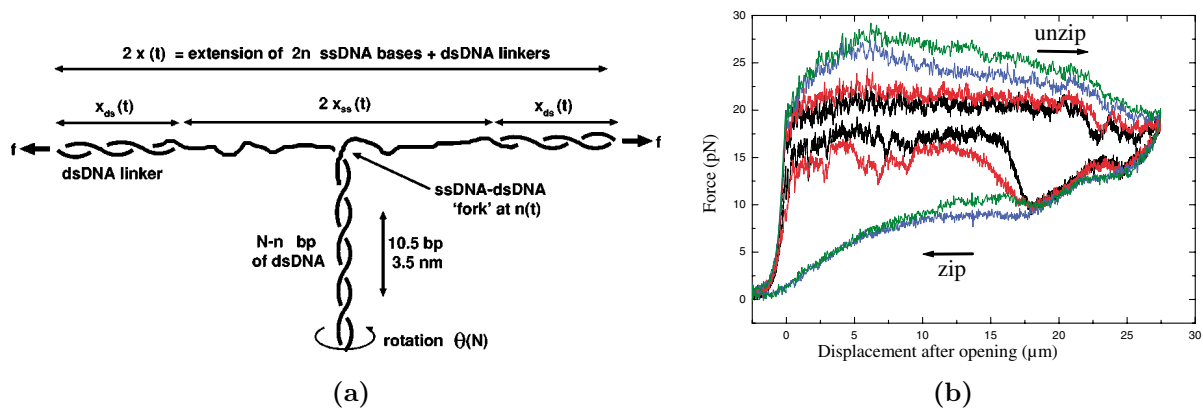 2 x (t) = extension of 2n ssDNA bases + dsDNA linkers
x_ds (t)
2 x_ss (t)
x_ds (t)
f
f
dsDNA linker
ssDNA-dsDNA
'fork' at n(t)
N-n bp
of dsDNA
10.5 bp
3.5 nm
rotation θ(N)
(a)
30
25
20
15
10
5
0
Force (pN)
unzip
zip
0
5
10
15
20
25
30
Displacement after opening (µm)
(b)